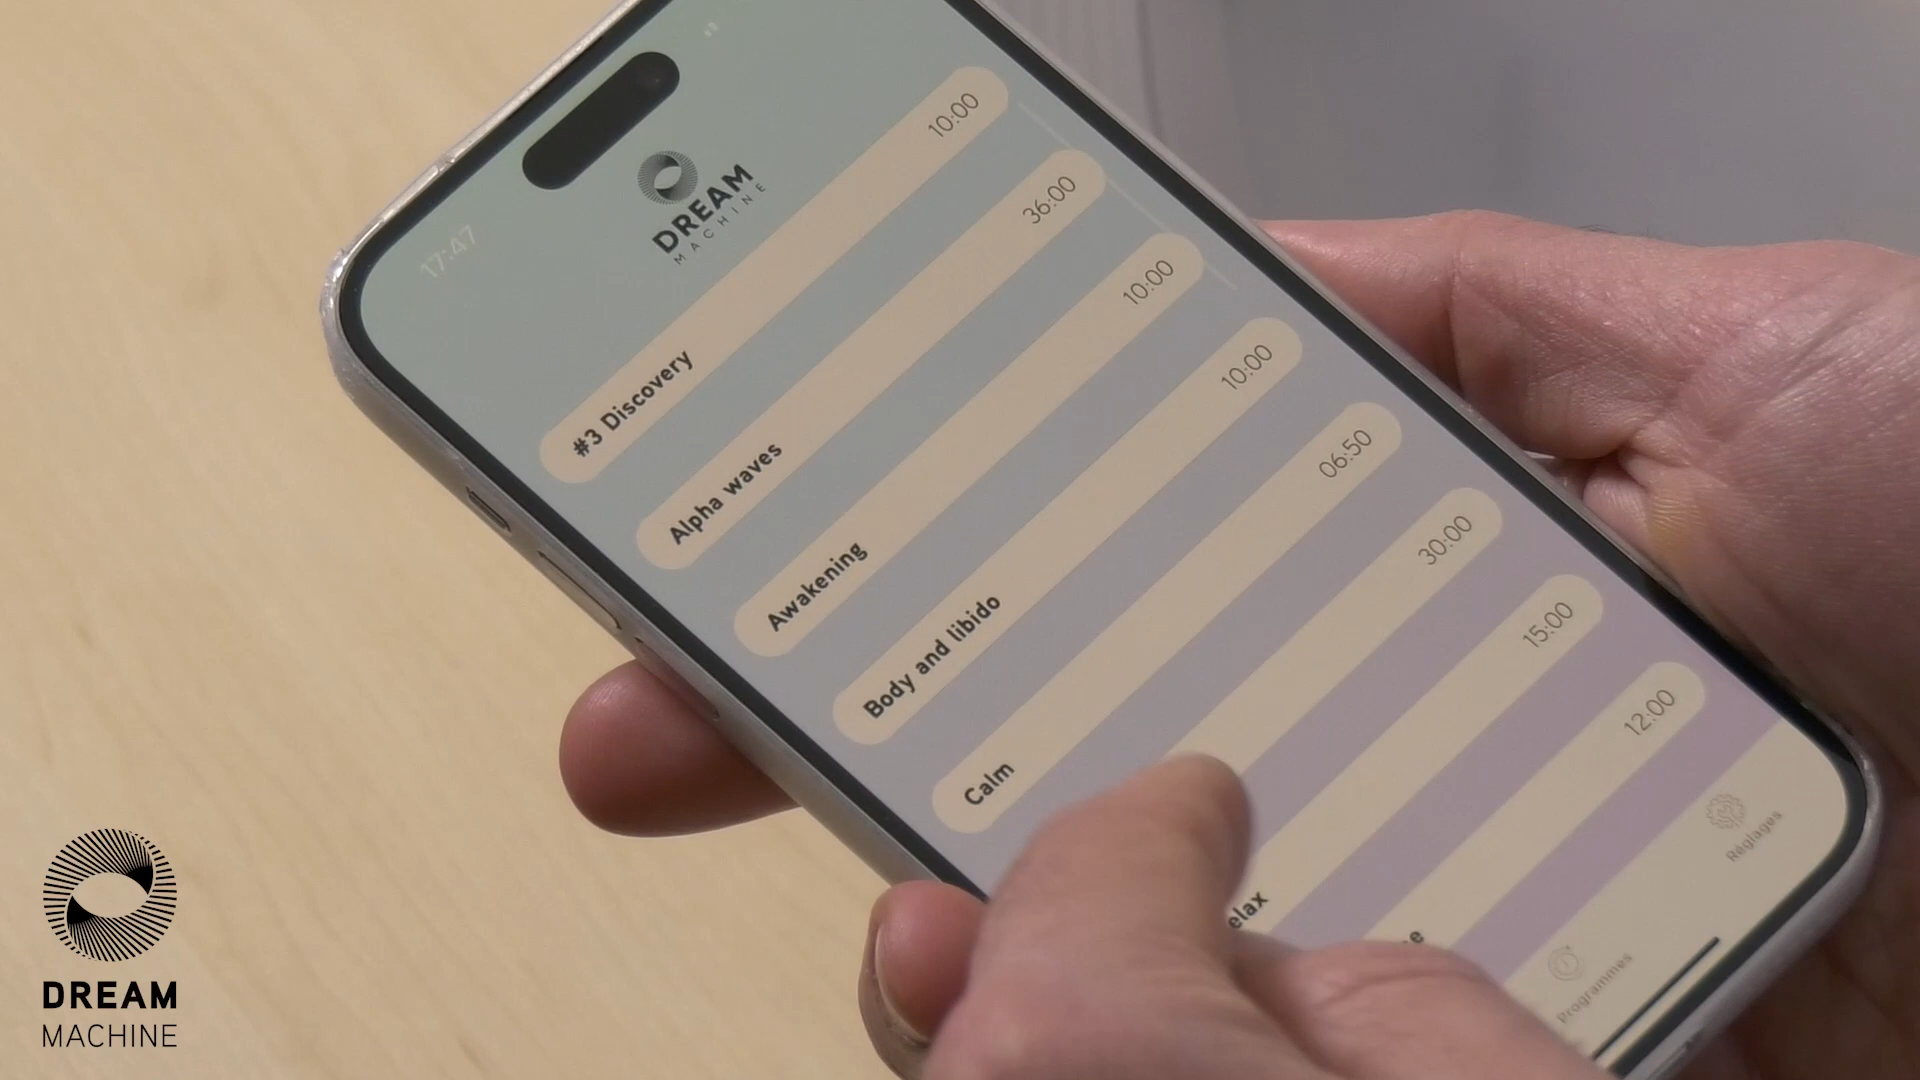 17:47
DREAM
MACHINE
#3 Discovery 10:00
Alpha waves 36:00
Awakening 10:00
Body and libido 10:00
Calm 06:50
30:00
elax 15:00
12:00
Programmes
Réglages
DREAM
MACHINE